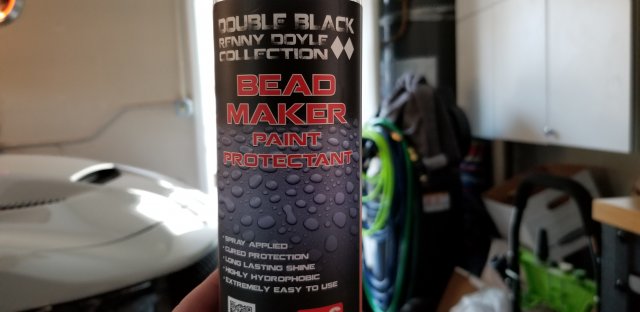 DOUBLE BLACK
RENNY DOYLE
COLLECTION
BEAD
MAKER
PAINT
PROTECTANT
• SPRAY APPLIED
• CURED PROTECTION
• LONG LASTING SHINE
• HIGHLY HYDROPHOBIC
• EXTREMELY EASY TO USE